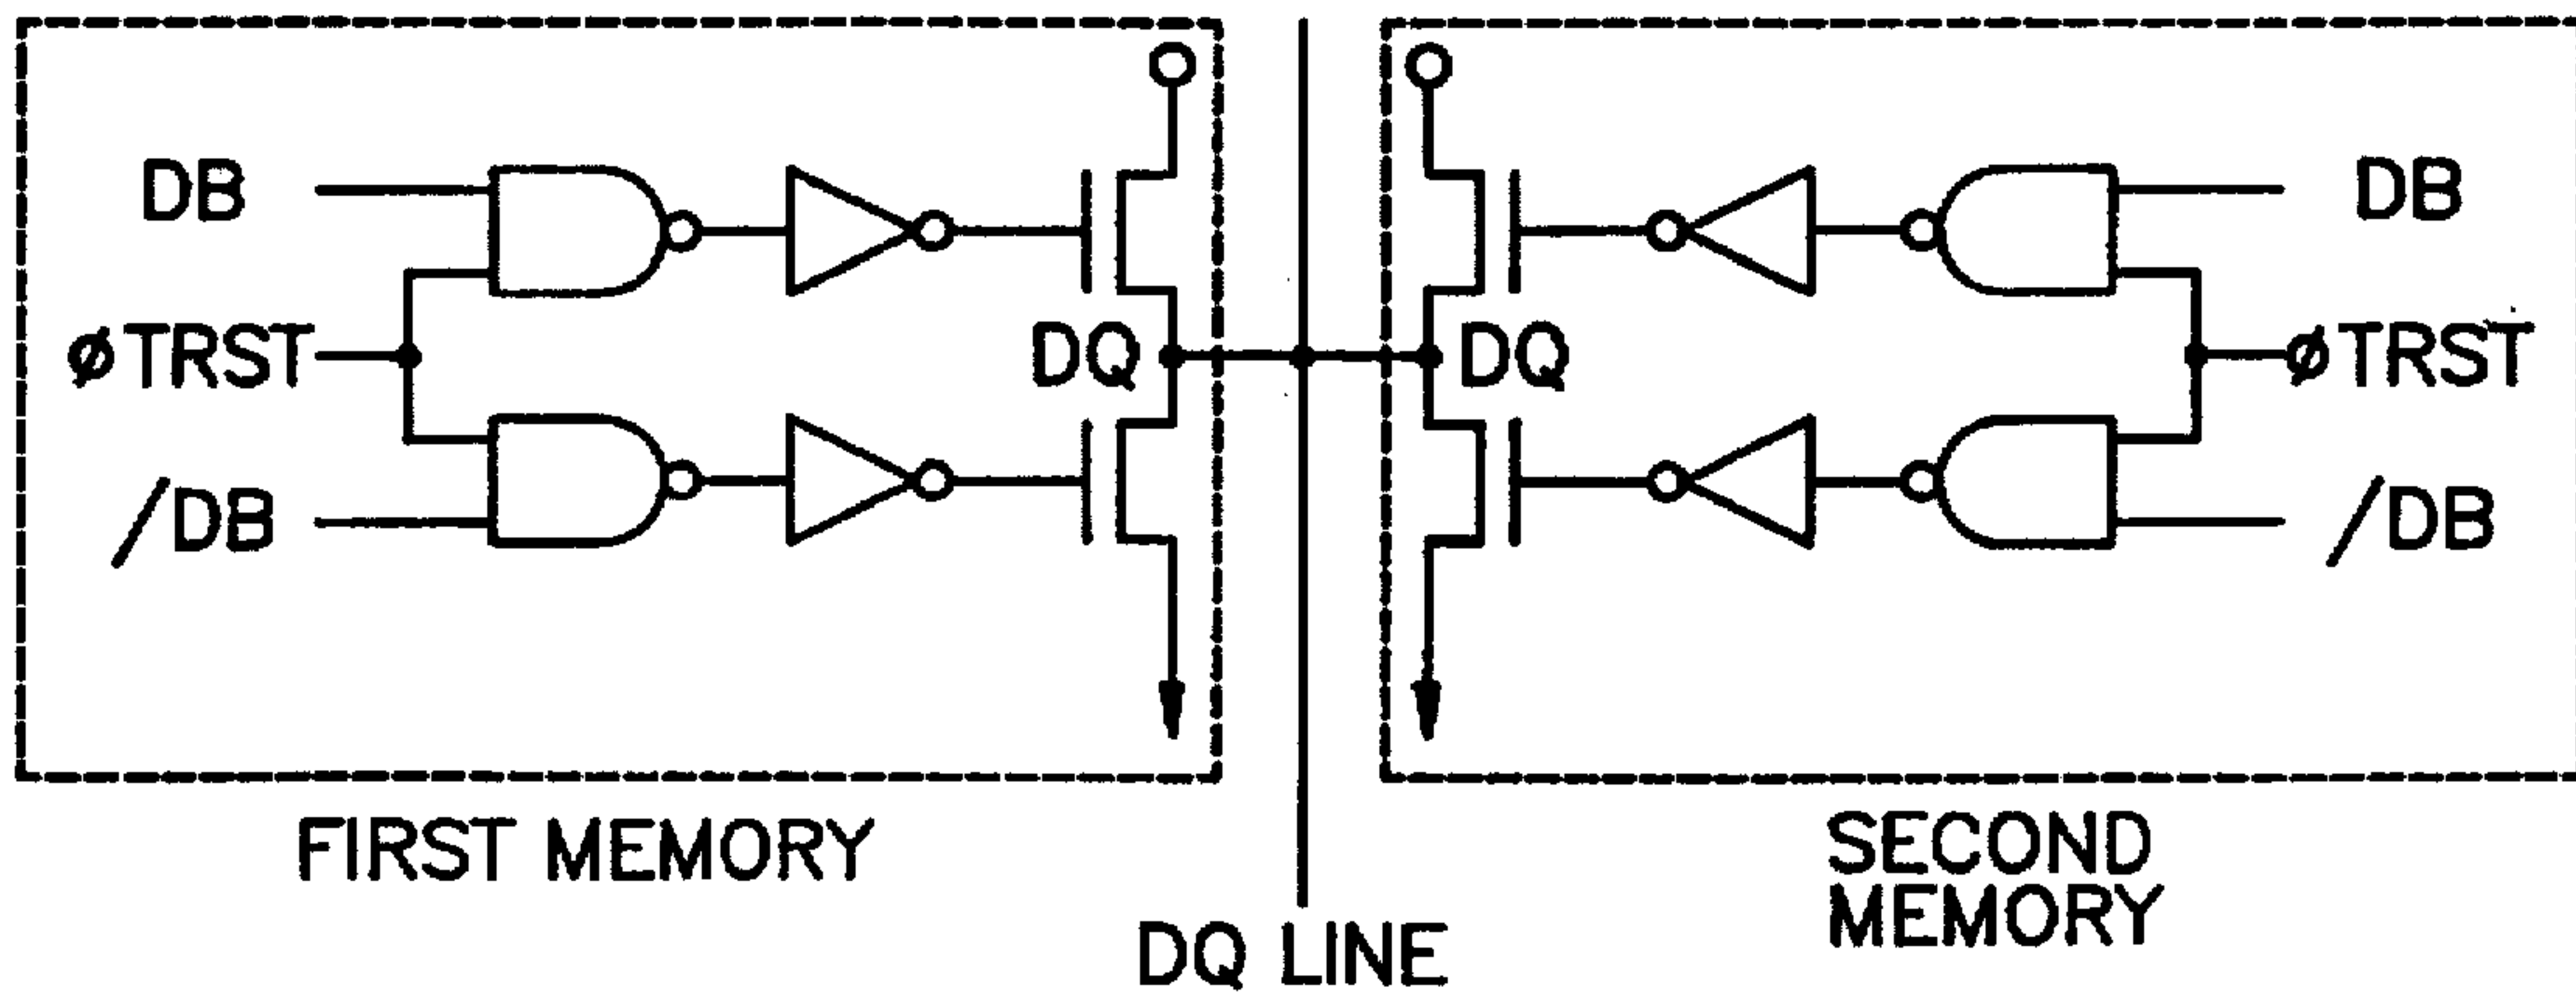 DB
øTRST
/DB
DQ
DQ
DB
øTRST
/DB
FIRST MEMORY
SECOND
MEMORY
DQ LINE